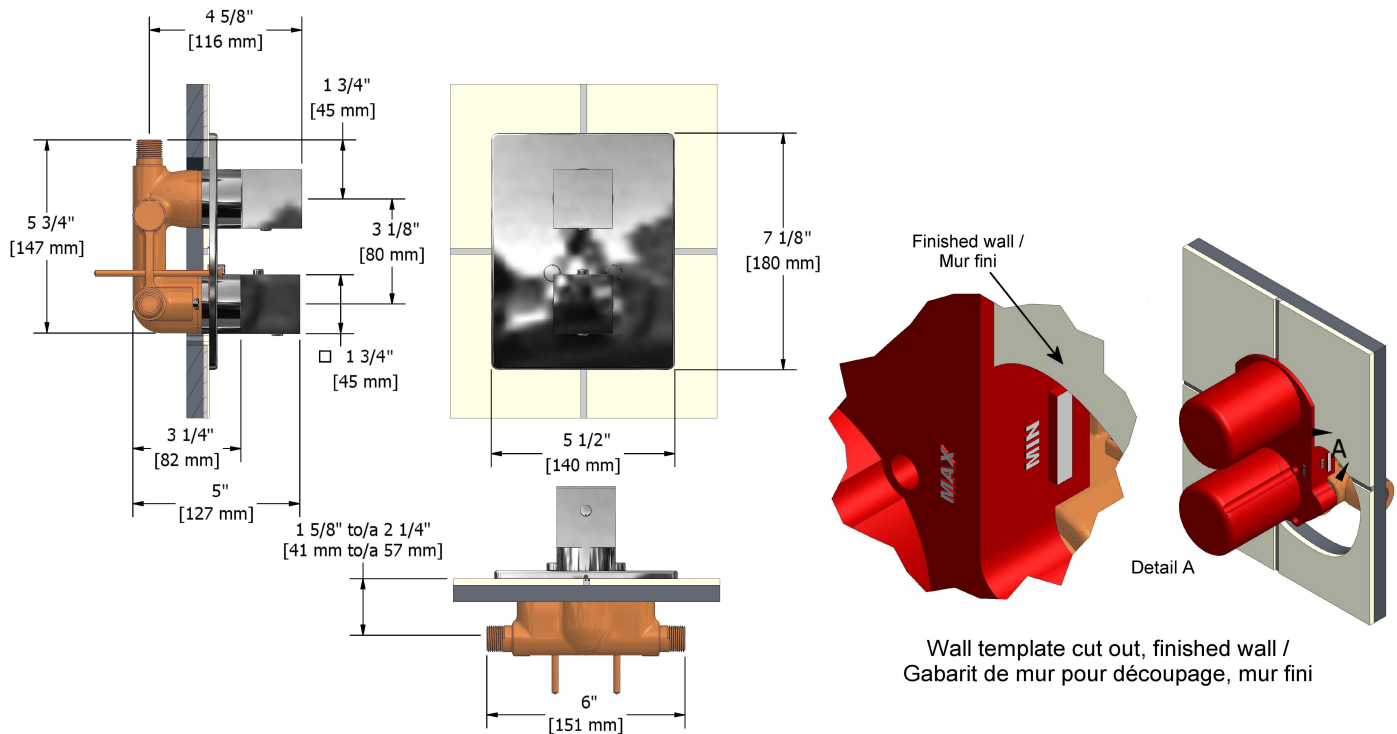 4 5/8"
[116 mm]
1 3/4"
[45 mm]
5 3/4"
[147 mm]
3 1/8"
[80 mm]
□ 1 3/4"
[45 mm]
3 1/4"
[82 mm]
5"
[127 mm]
7 1/8"
[180 mm]
5 1/2"
[140 mm]
1 5/8" to/a 2 1/4"
[41 mm to/a 57 mm]
6"
[151 mm]
Finished wall /
Mur fini
MAX
MIN
Detail A
A
MAX
MIN
Wall template cut out, finished wall /
Gabarit de mur pour découpage, mur fini